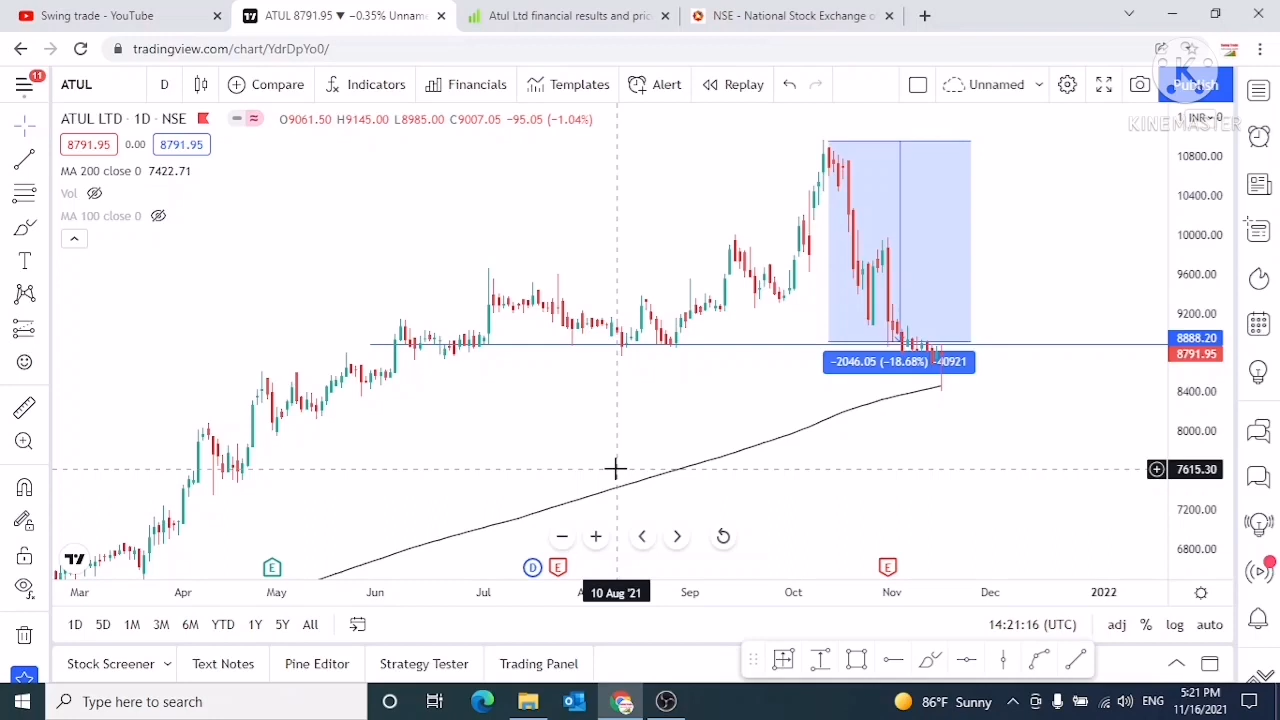 Swing trade - YouTube
ATUL 8791.95 ▼ −0.35% Unname
Atul Ltd financial results and pric
NSE - National Stock Exchange o
tradingview.com/chart/YdrDpYo0/
11
ATUL
D
Compare
Indicators
Financials
Templates
Alert
Replay
Unnamed
Publish
K
KINEMASTER
ATUL LTD · 1D · NSE
O9061.50 H9145.00 L8985.00 C9007.05 −95.05 (−1.04%)
INR
8791.95 0.00 8791.95
MA 200 close 0 7422.71
Vol
MA 100 close 0
10800.00
10400.00
10000.00
9600.00
9200.00
8888.20
8791.95
8400.00
8000.00
7615.30
7200.00
6800.00
−2046.05 (−18.68%) −40921
E
D
E
E
Mar
Apr
May
Jun
Jul
10 Aug '21
Sep
Oct
Nov
Dec
2022
1D 5D 1M 3M 6M YTD 1Y 5Y All
14:21:16 (UTC)
adj % log auto
Stock Screener
Text Notes
Pine Editor
Strategy Tester
Trading Panel
Type here to search
86°F Sunny
ENG
5:21 PM
11/16/2021